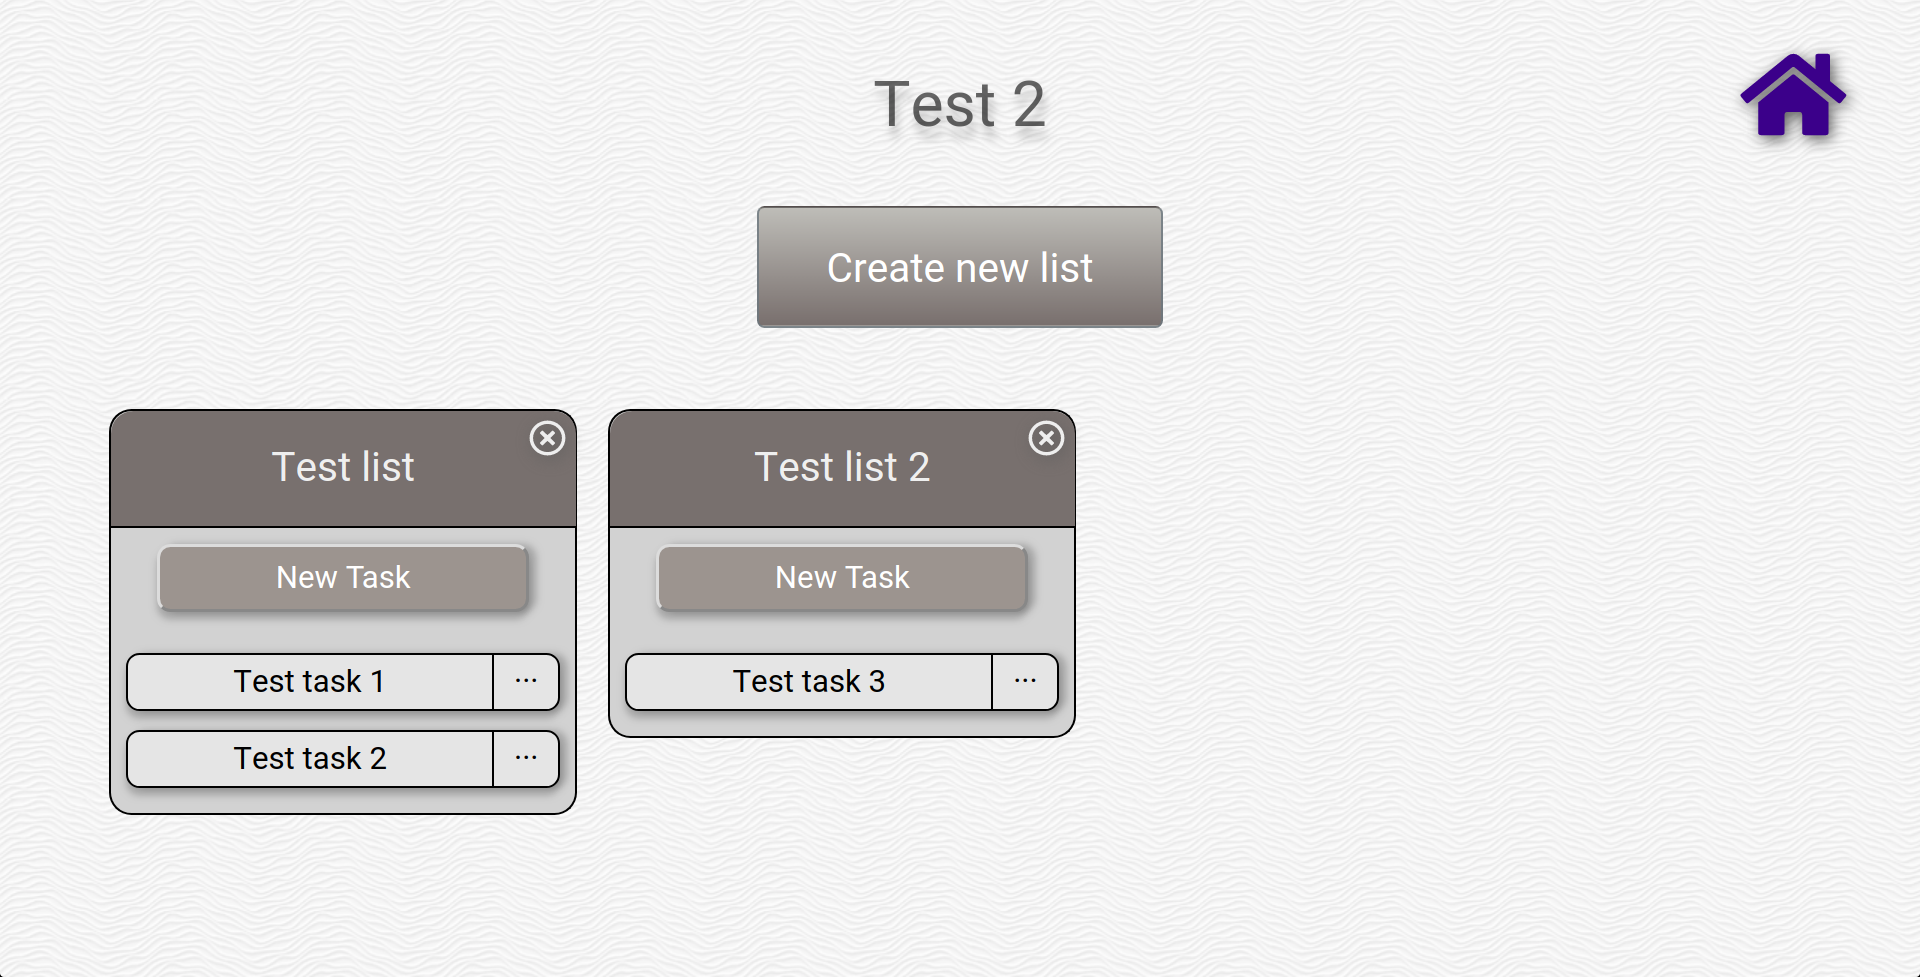 Test 2
Create new list
Test list
New Task
Test task 1 ...
Test task 2 ...
Test list 2
New Task
Test task 3 ...